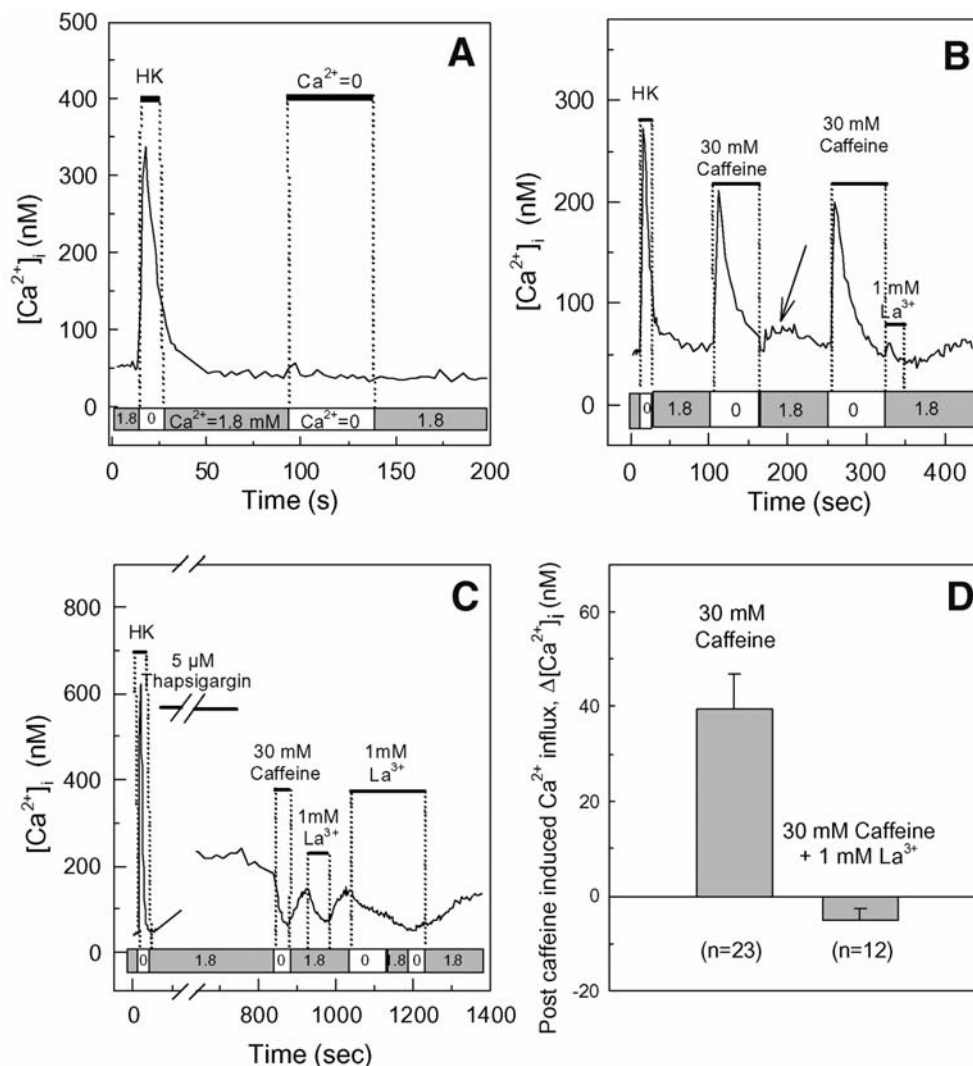 A
500
400
300
200
100
0
[Ca²⁺]ᵢ (nM)
HK
Ca²⁺=0
1.8
0
Ca²⁺=1.8 mM
Ca²⁺=0
1.8
0 50 100 150 200
Time (s)
B
300
200
100
0
[Ca²⁺]ᵢ (nM)
HK
30 mM
Caffeine
30 mM
Caffeine
1 mM
La³⁺
0 1.8 0 1.8 0 1.8
0 100 200 300 400
Time (sec)
C
800
600
400
200
0
[Ca²⁺]ᵢ (nM)
HK
5 µM
Thapsigargin
30 mM
Caffeine
1mM
La³⁺
1mM
La³⁺
0 1.8 0 1.8 0 1.8 0 1.8
0 800 1000 1200 1400
Time (sec)
D
Post caffeine induced Ca²⁺ influx, Δ[Ca²⁺]ᵢ (nM)
60
40
20
0
-20
30 mM
Caffeine
30 mM Caffeine
+ 1 mM La³⁺
(n=23)
(n=12)